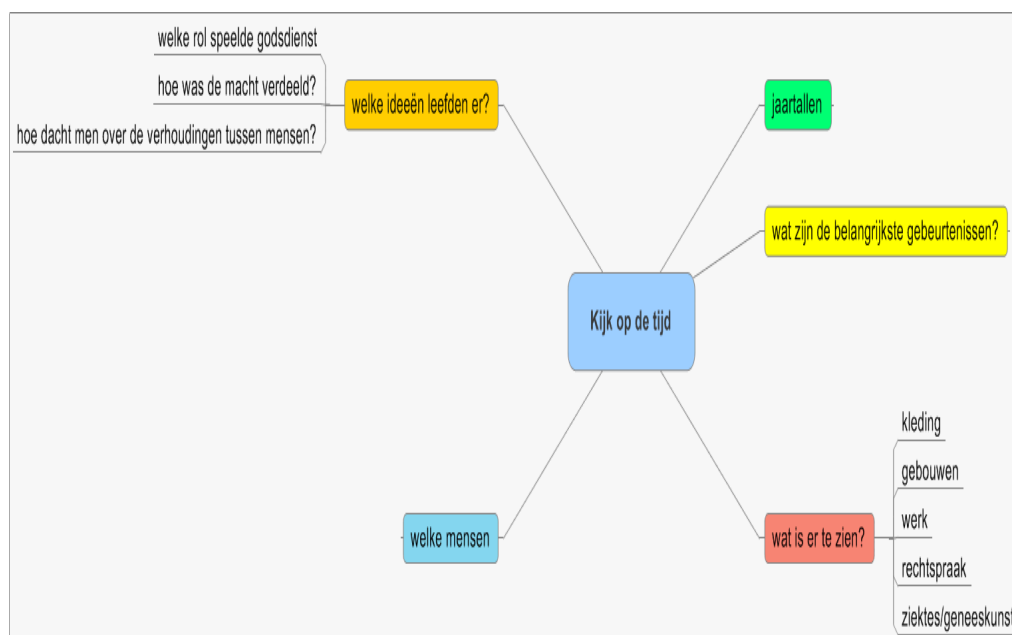 welke rol speelde godsdienst
hoe was de macht verdeeld?
hoe dacht men over de verhoudingen tussen mensen?
welke ideeën leefden er?
jaartallen
wat zijn de belangrijkste gebeurtenissen?
Kijk op de tijd
welke mensen
wat is er te zien?
kleding
gebouwen
werk
rechtspraak
ziektes/geneeskunst